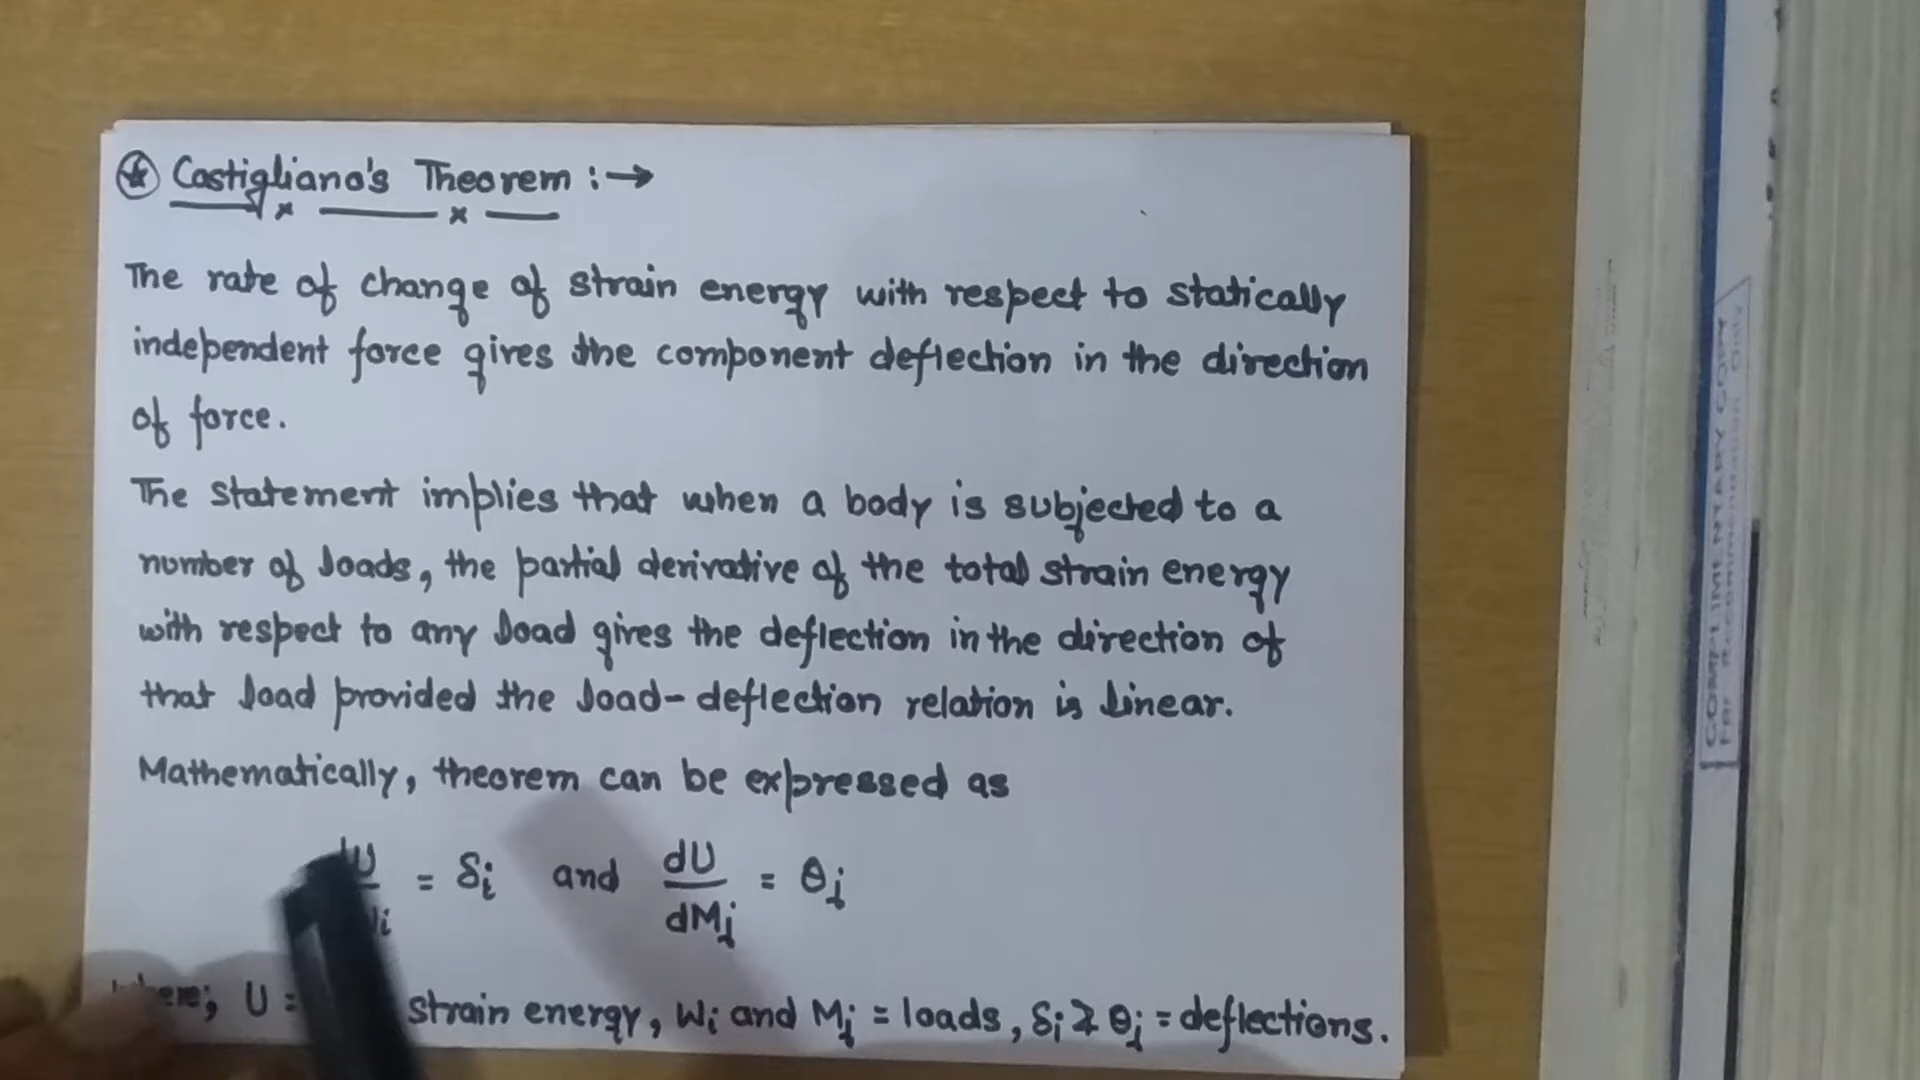 Castigliano's Theorem :→
The rate of change of strain energy with respect to statically
independent force gives the component deflection in the direction
of force.
The statement implies that when a body is subjected to a
number of loads, the partial derivative of the total strain energy
with respect to any load gives the deflection in the direction of
that load provided the load-deflection relation is linear.
Mathematically, theorem can be expressed as
= δi and dU/dMj = θj
U = strain energy, Wi and Mj = loads, δi & θj = deflections.
COMPLIMENTARY COPY